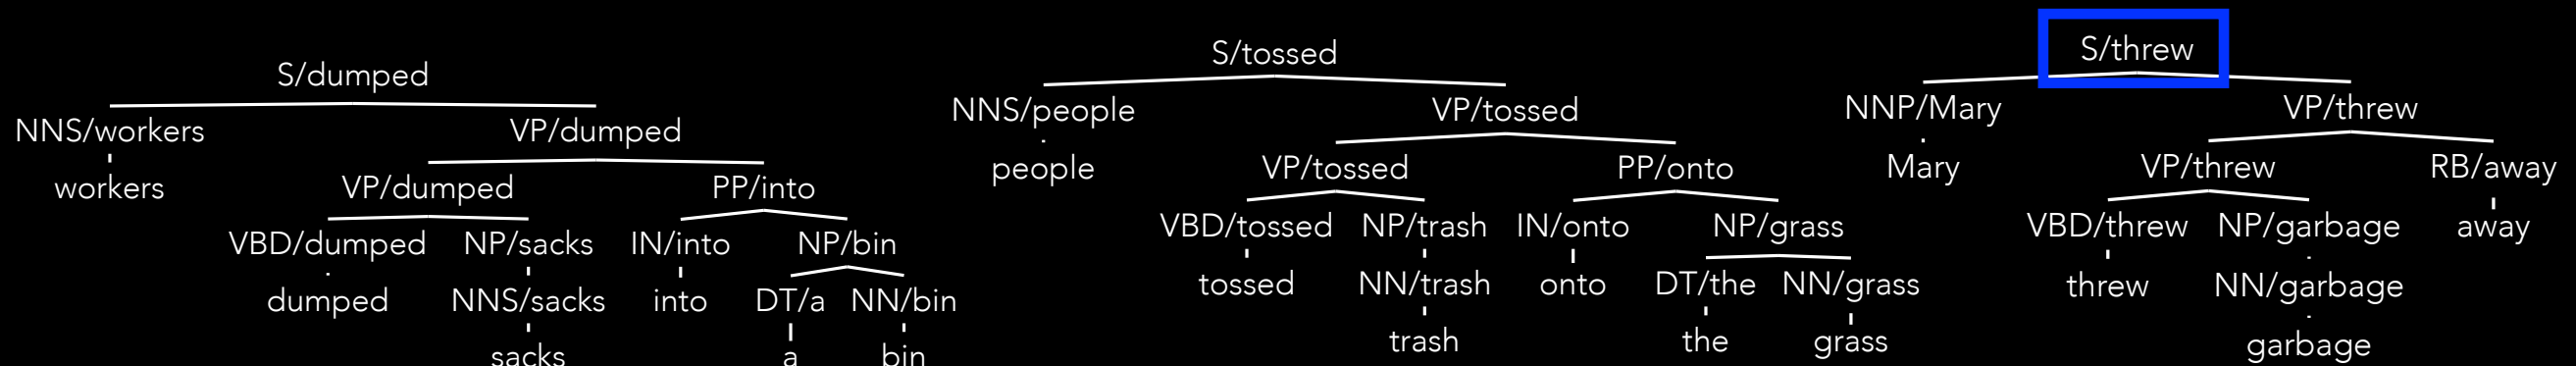 S/dumped
NNS/workers VP/dumped
workers VP/dumped PP/into
VBD/dumped NP/sacks IN/into NP/bin
dumped NNS/sacks into DT/a NN/bin
sacks a bin
S/tossed
NNS/people VP/tossed
people VP/tossed PP/onto
VBD/tossed NP/trash IN/onto NP/grass
tossed NN/trash onto DT/the NN/grass
trash the grass
S/threw
NNP/Mary VP/threw
Mary VP/threw RB/away
VBD/threw NP/garbage away
threw NN/garbage
garbage